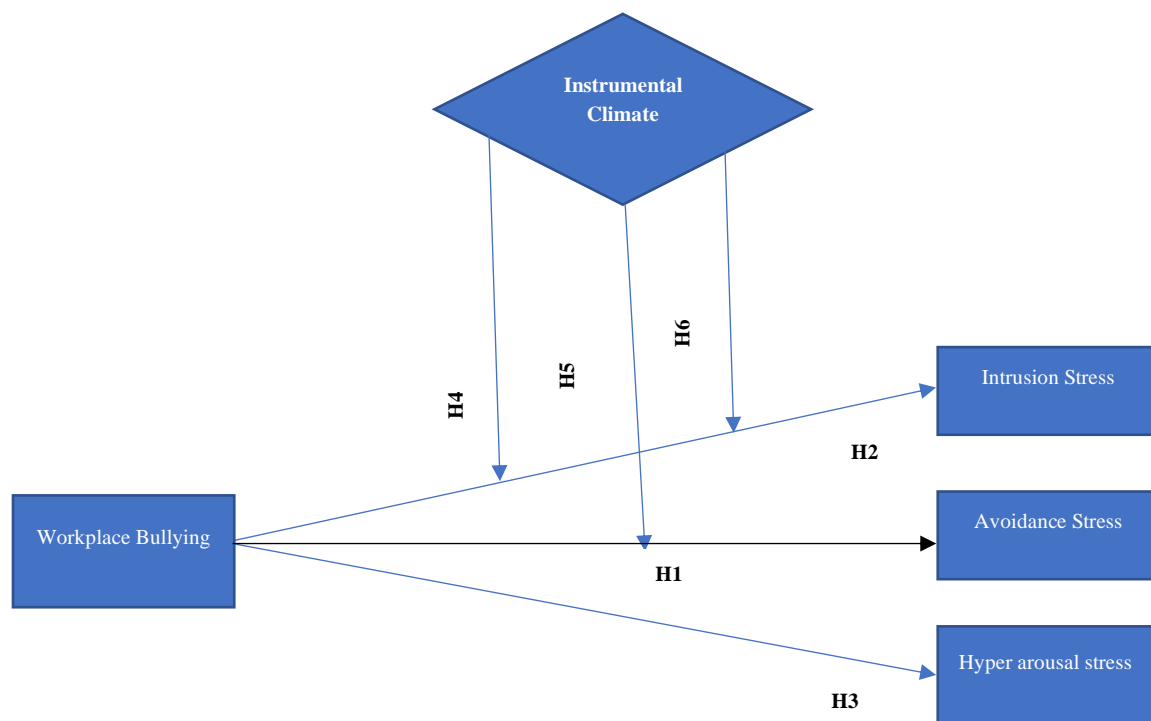 Instrumental
Climate
H6
H5
H4
Intrusion Stress
H2
Workplace Bullying
Avoidance Stress
H1
Hyper arousal stress
H3